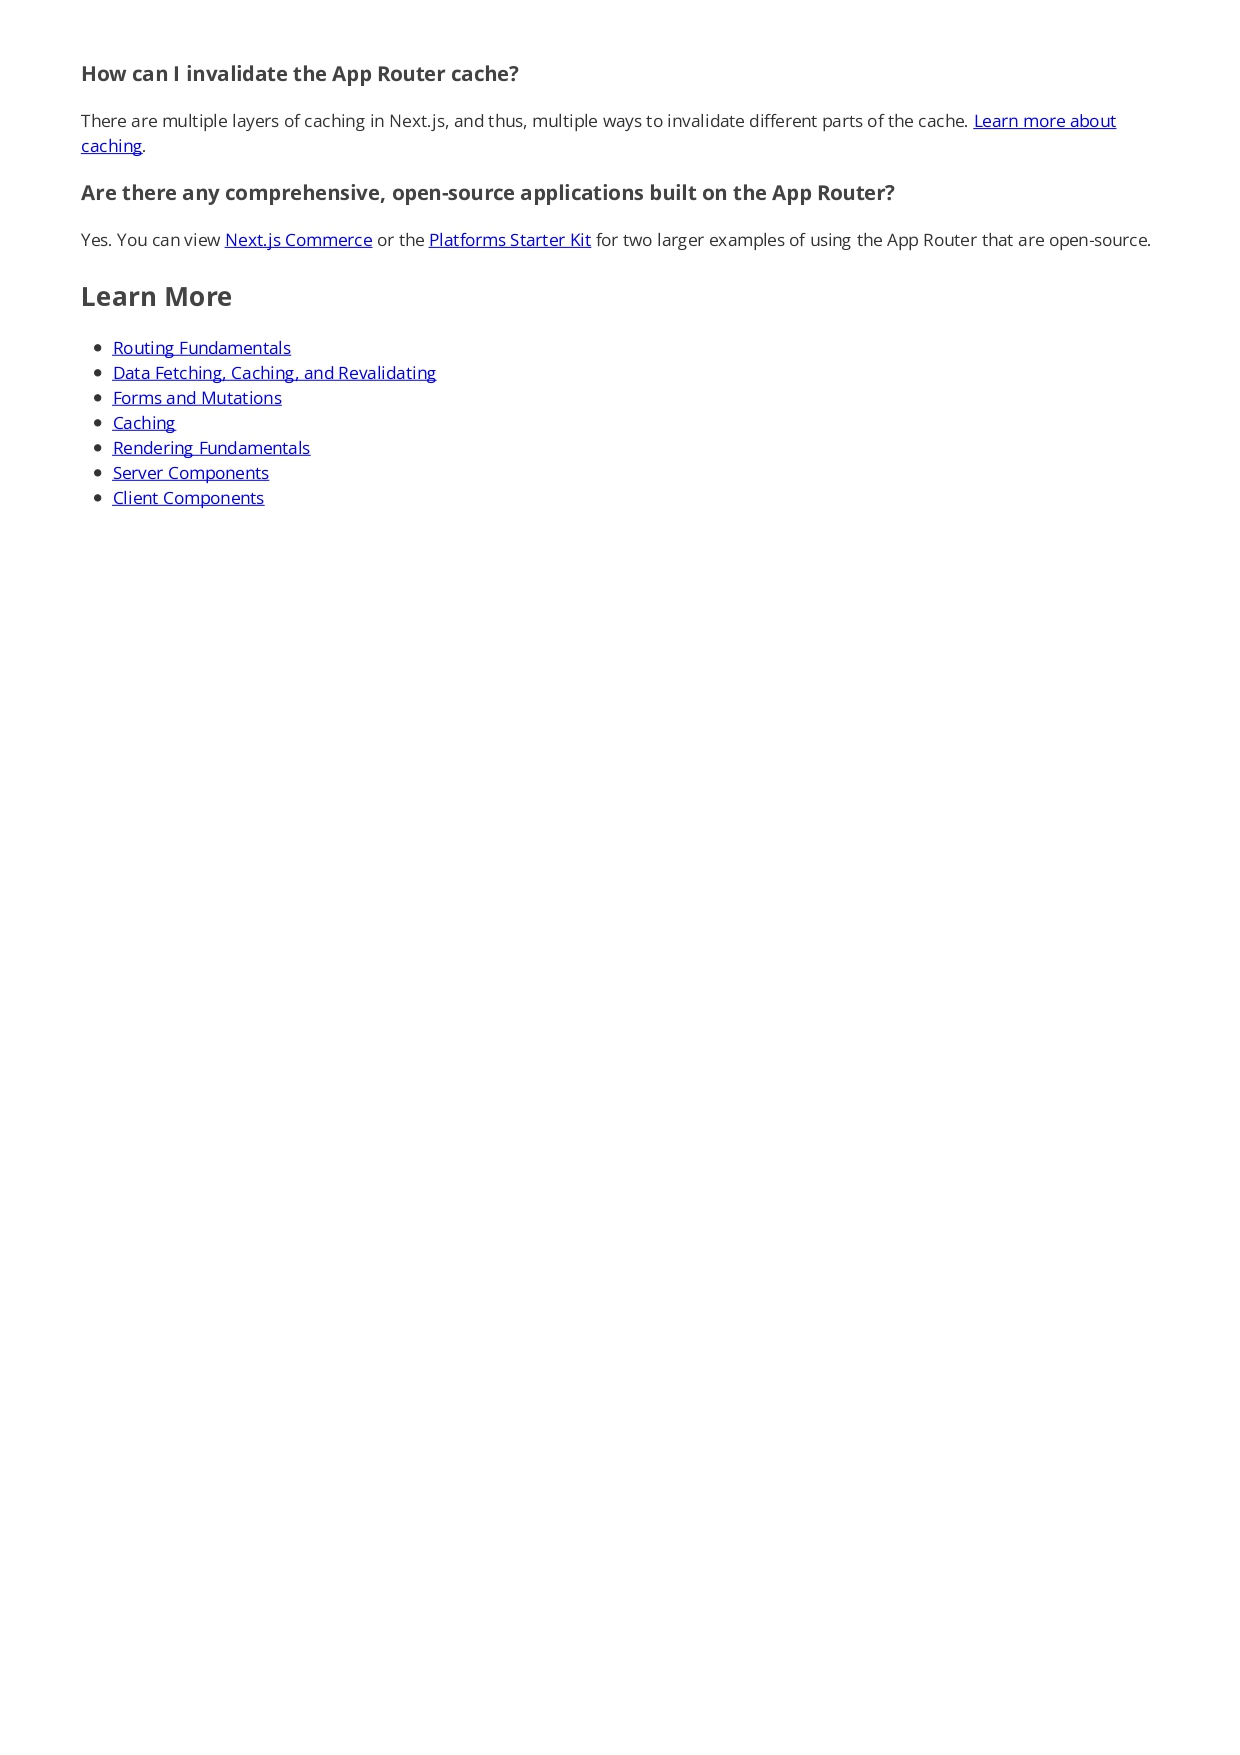 How can I invalidate the App Router cache?
There are multiple layers of caching in Next.js, and thus, multiple ways to invalidate different parts of the cache. Learn more about
caching.
Are there any comprehensive, open-source applications built on the App Router?
Yes. You can view Next.js Commerce or the Platforms Starter Kit for two larger examples of using the App Router that are open-source.
Learn More
• Routing Fundamentals
• Data Fetching, Caching, and Revalidating
• Forms and Mutations
• Caching
• Rendering Fundamentals
• Server Components
• Client Components